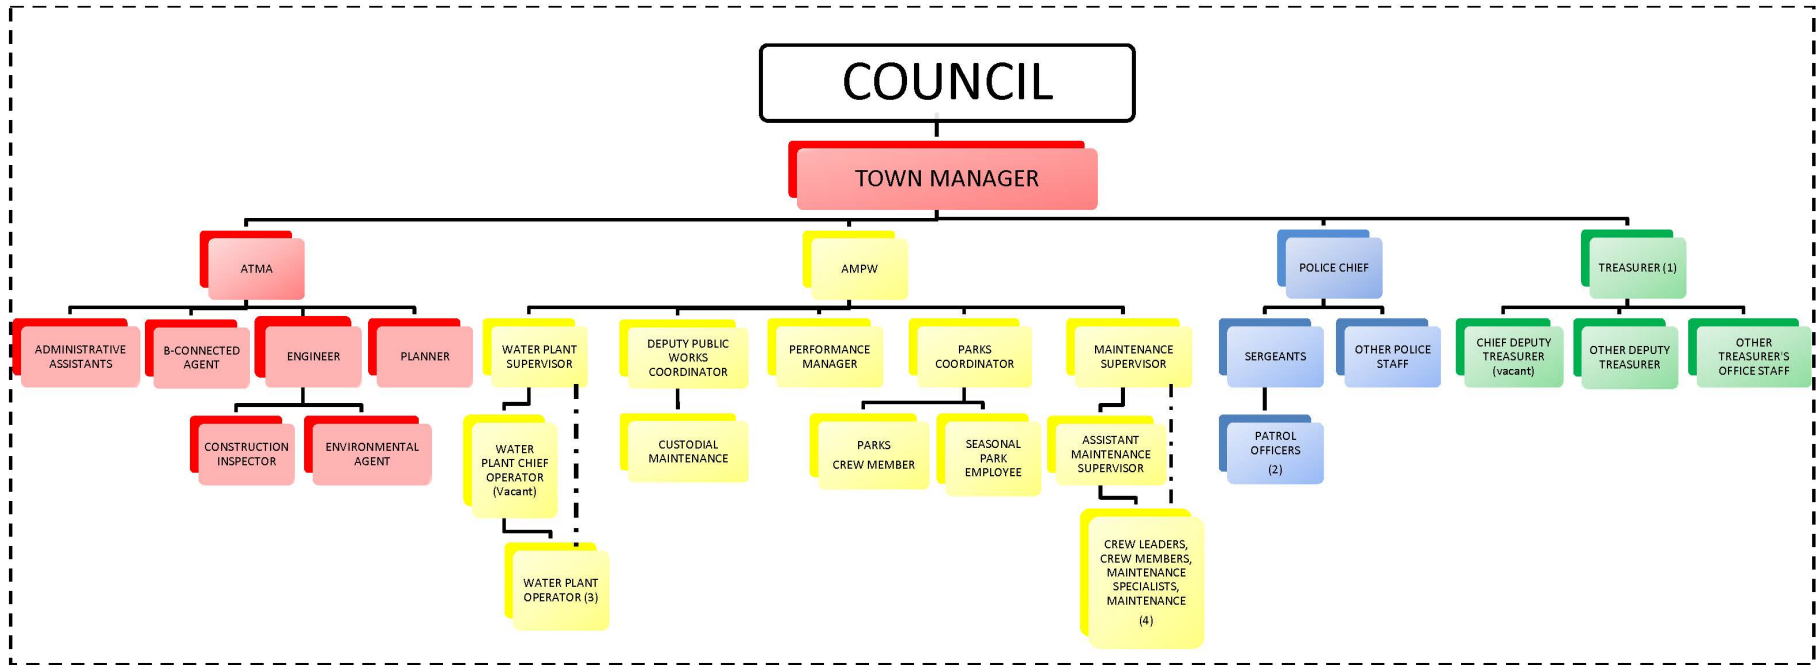 COUNCIL
TOWN MANAGER
ATMA
AMPW
POLICE CHIEF
TREASURER (1)
ADMINISTRATIVE
ASSISTANTS
B-CONNECTED
AGENT
ENGINEER
PLANNER
WATER PLANT
SUPERVISOR
DEPUTY PUBLIC
WORKS
COORDINATOR
PERFORMANCE
MANAGER
PARKS
COORDINATOR
MAINTENANCE
SUPERVISOR
SERGEANTS
OTHER POLICE
STAFF
CHIEF DEPUTY
TREASURER
(vacant)
OTHER DEPUTY
TREASURER
OTHER
TREASURER'S
OFFICE STAFF
CONSTRUCTION
INSPECTOR
ENVIRONMENTAL
AGENT
WATER
PLANT CHIEF
OPERATOR
(Vacant)
CUSTODIAL
MAINTENANCE
PARKS
CREW MEMBER
SEASONAL
PARK
EMPLOYEE
ASSISTANT
MAINTENANCE
SUPERVISOR
PATROL
OFFICERS
(2)
WATER PLANT
OPERATOR (3)
CREW LEADERS,
CREW MEMBERS,
MAINTENANCE
SPECIALISTS,
MAINTENANCE
(4)